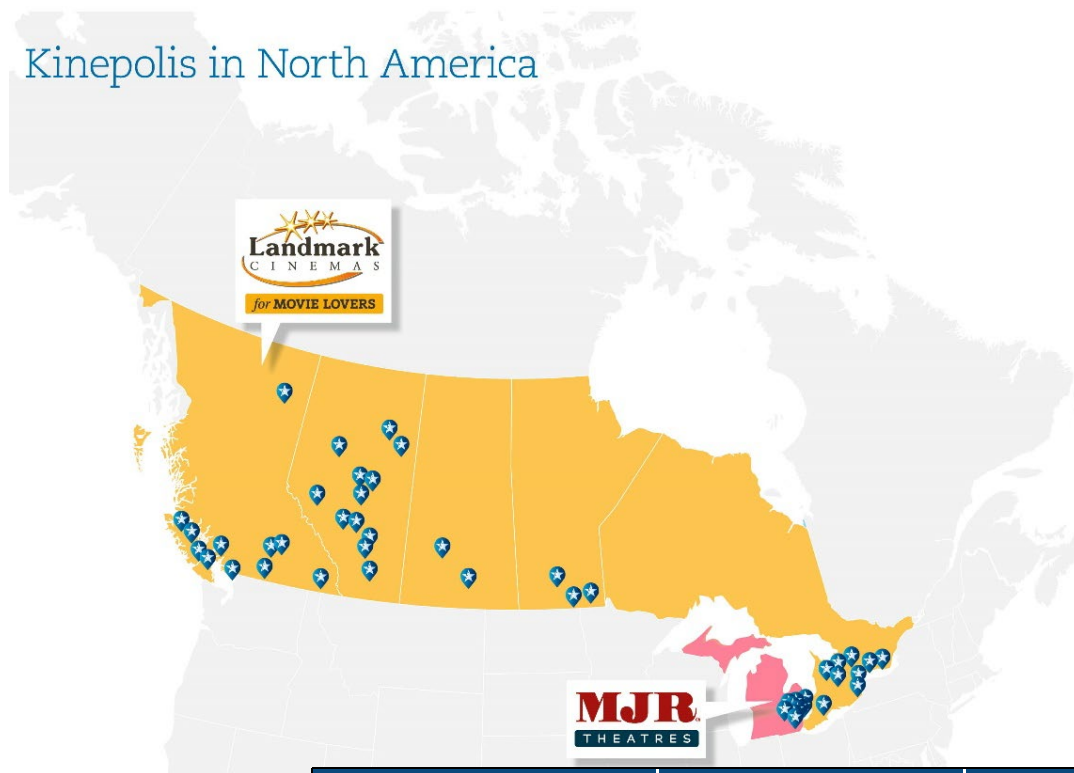 Kinepolis in North America
Landmark
CINEMAS
for MOVIE LOVERS
MJR
THEATRES